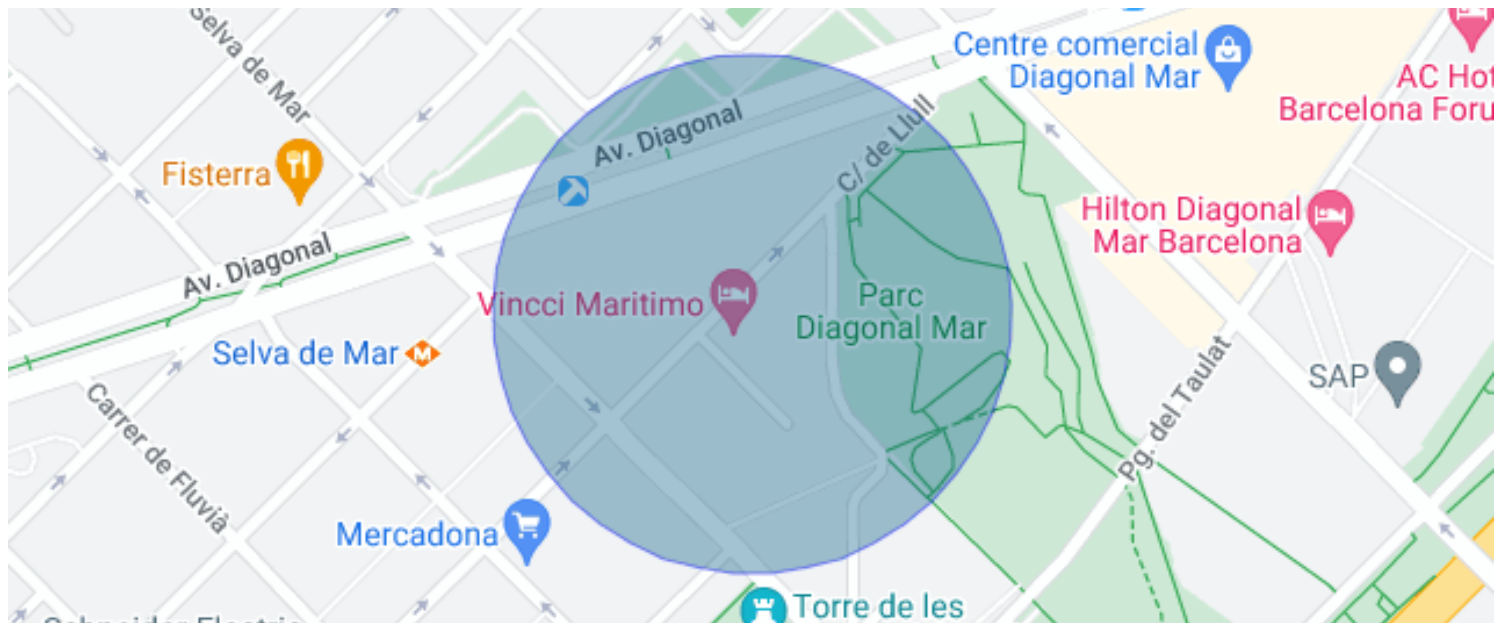 Selva de Mar
Centre comercial
Diagonal Mar
AC Hot
Barcelona Foru
Av. Diagonal
C/ de Llull
Fisterra
Hilton Diagonal
Mar Barcelona
Av. Diagonal
Vincci Maritimo
Parc
Diagonal Mar
Selva de Mar
M
SAP
Pg. del Taulat
Carrer de Fluvià
Mercadona
Torre de les
Schneider Electric